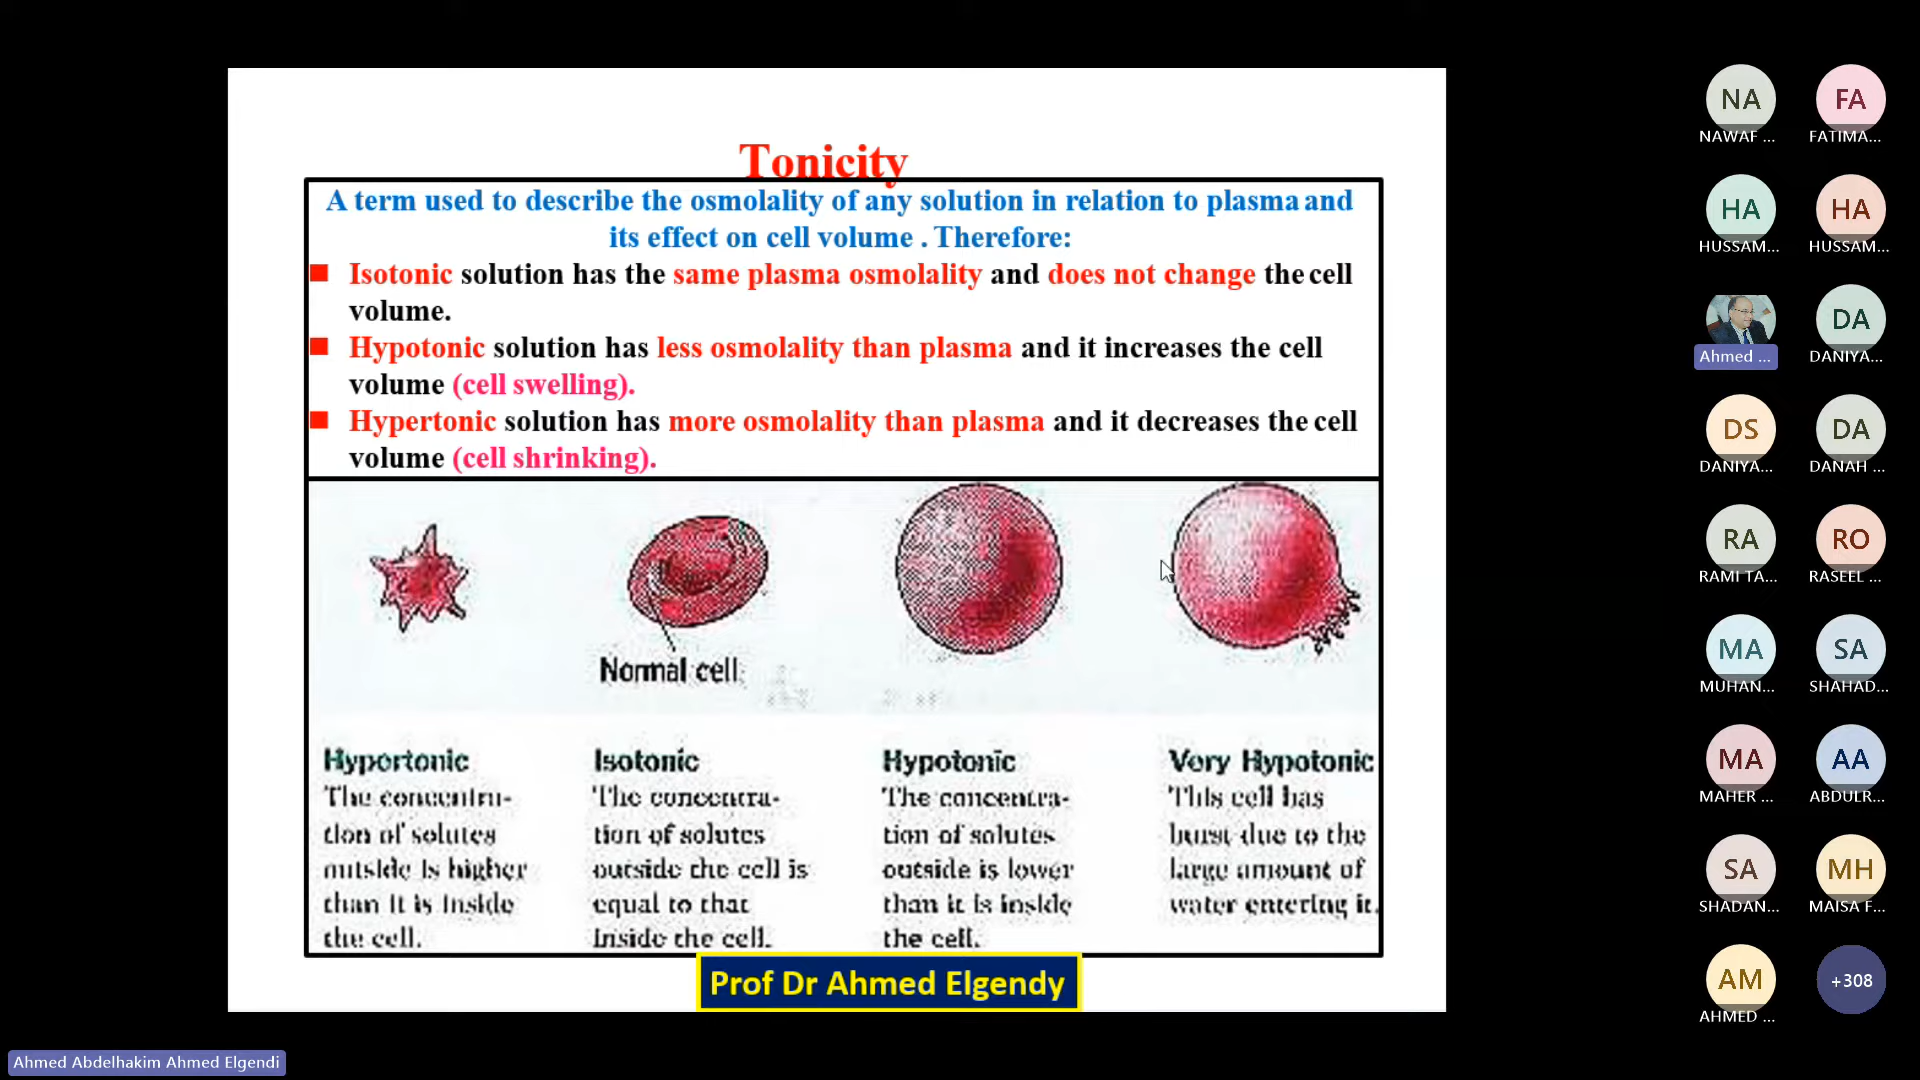 Tonicity
A term used to describe the osmolality of any solution in relation to plasma and
its effect on cell volume . Therefore:
Isotonic solution has the same plasma osmolality and does not change the cell
volume.
Hypotonic solution has less osmolality than plasma and it increases the cell
volume (cell swelling).
Hypertonic solution has more osmolality than plasma and it decreases the cell
volume (cell shrinking).
Normal cell
Hypertonic
The concentra-
tion of solutes
outside is higher
than it is inside
the cell.
Isotonic
The concentra-
tion of solutes
outside the cell is
equal to that
inside the cell.
Hypotonic
The concentra-
tion of solutes
outside is lower
than it is inside
the cell.
Very Hypotonic
This cell has
burst due to the
large amount of
water entering it.
Prof Dr Ahmed Elgendy
Ahmed Abdelhakim Ahmed Elgendi
NA FA
NAWAF ... FATIMA...
HA HA
HUSSAM... HUSSAM...
DA
Ahmed ... DANIYA...
DS DA
DANIYA... DANAH ...
RA RO
RAMI TA... RASEEL ...
MA SA
MUHAN... SHAHAD...
MA AA
MAHER ... ABDULR...
SA MH
SHADAN... MAISA F...
AM +308
AHMED ...